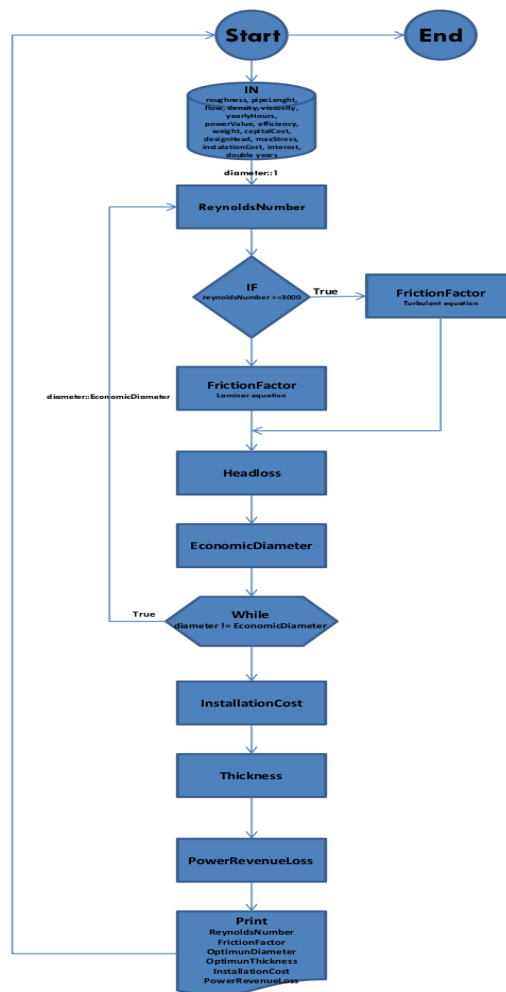 Start
End
IN
roughness, pipeLenght,
flow, density, viscosity,
yearlyHours,
powerValue, efficiency,
weight, capitalCost,
designHead, maxStress,
instalationCost, interest,
double years
diameter::1
ReynoldsNumber
IF
reynoldsNumber >=3000
True
FrictionFactor
Turbulent equation
FrictionFactor
Laminar equation
diameter::EconomicDiameter
Headloss
EconomicDiameter
While
diameter != EconomicDiameter
True
InstallationCost
Thickness
PowerRevenueLoss
Print
ReynoldsNumber
FrictionFactor
OptimunDiameter
OptimunThickness
InstallationCost
PowerRevenueLoss